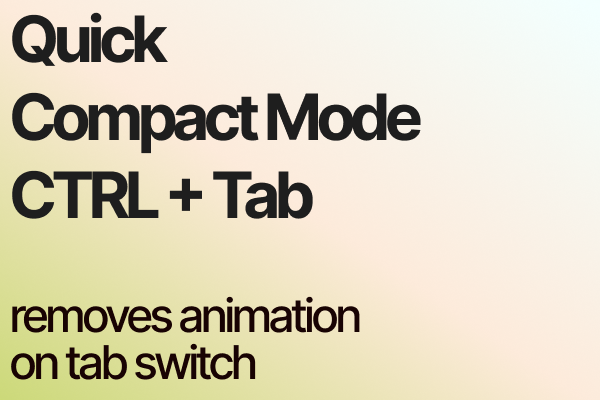 Quick
Compact Mode
CTRL + Tab
removes animation
on tab switch